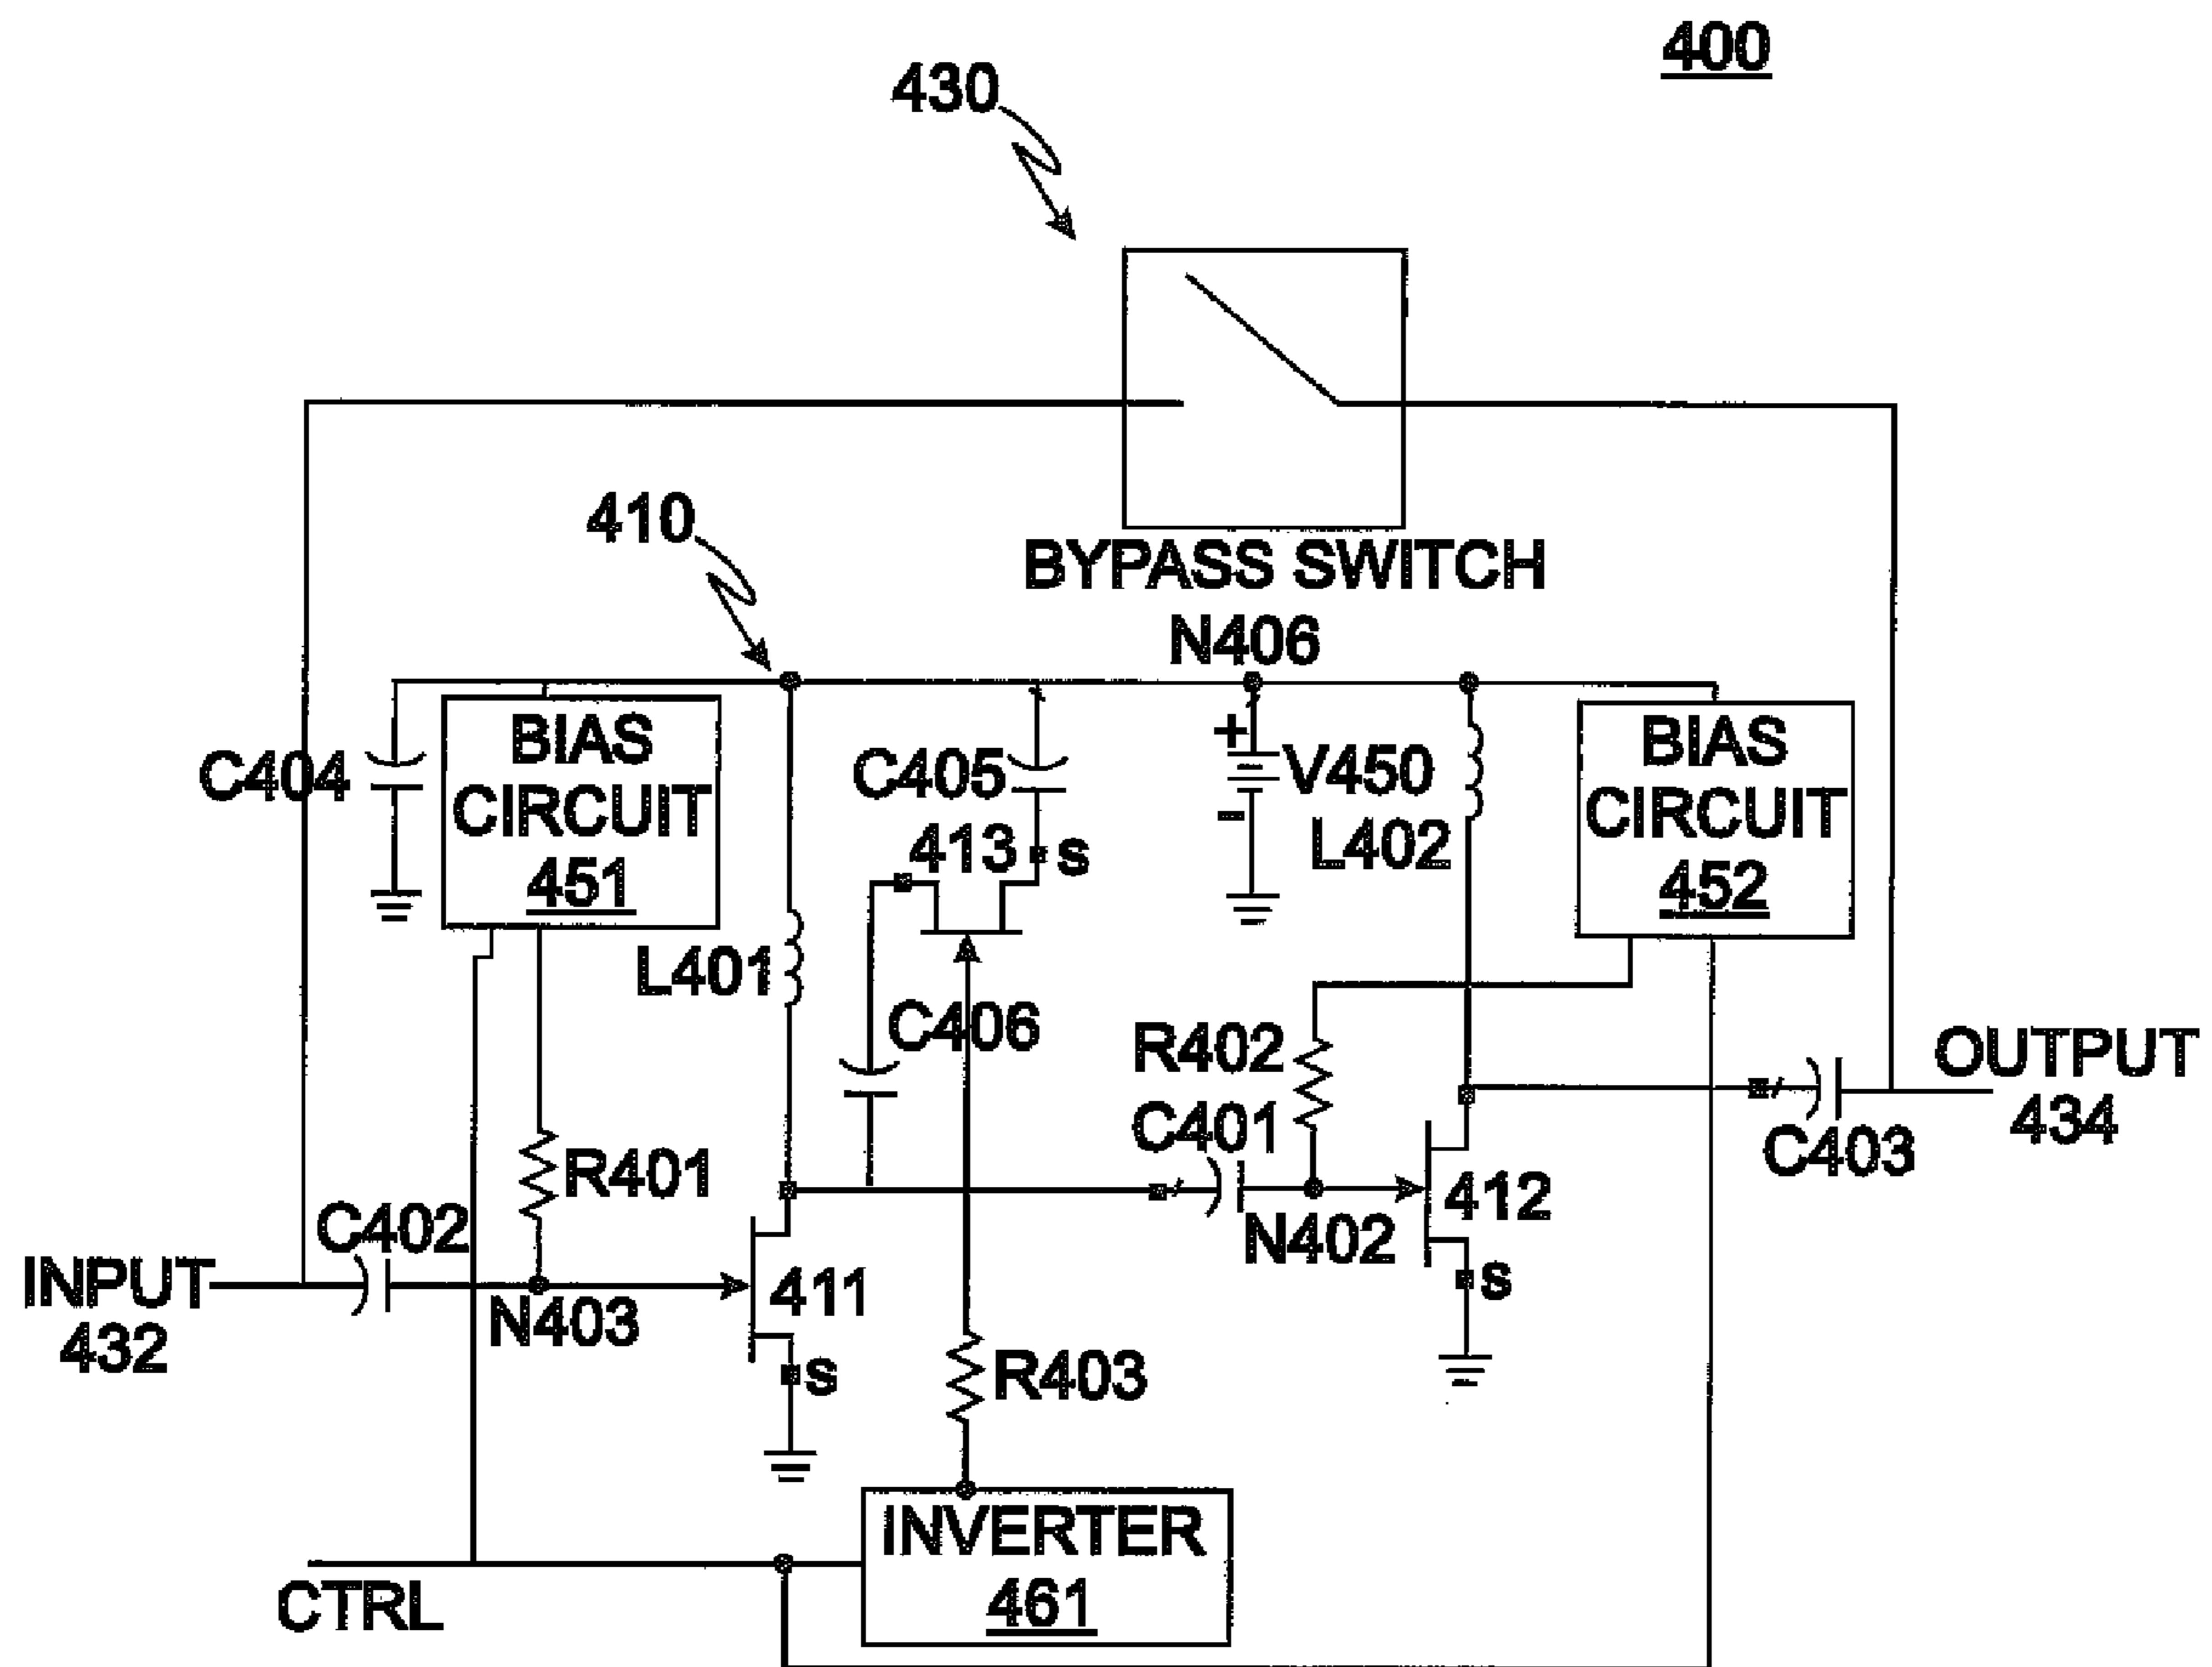 400
430
410
BYPASS SWITCH
N406
C404
BIAS
CIRCUIT
451
C405
413
S
+
-
V450
L402
BIAS
CIRCUIT
452
L401
C406
R402
C401
OUTPUT
434
C403
R401
C402
N402
412
S
INPUT
432
N403
411
S
R403
INVERTER
461
CTRL